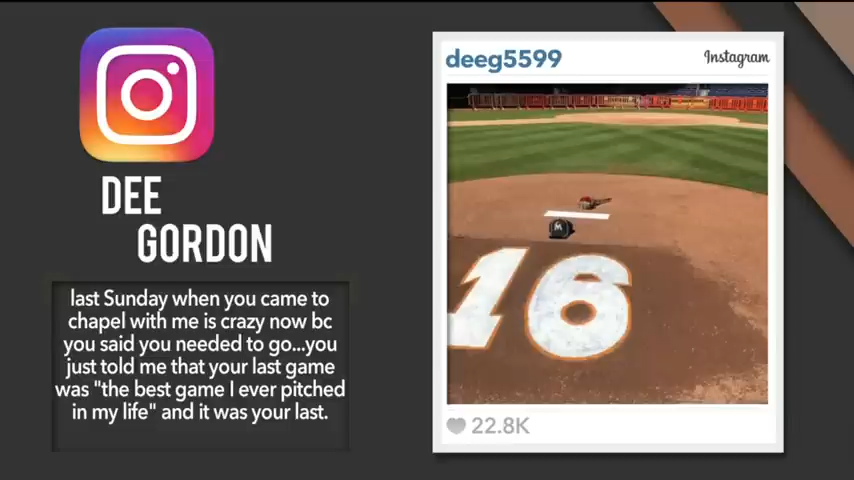 deeg5599
Instagram
DEE
GORDON
last Sunday when you came to
chapel with me is crazy now bc
you said you needed to go...you
just told me that your last game
was "the best game I ever pitched
in my life" and it was your last.
M
16
22.8K